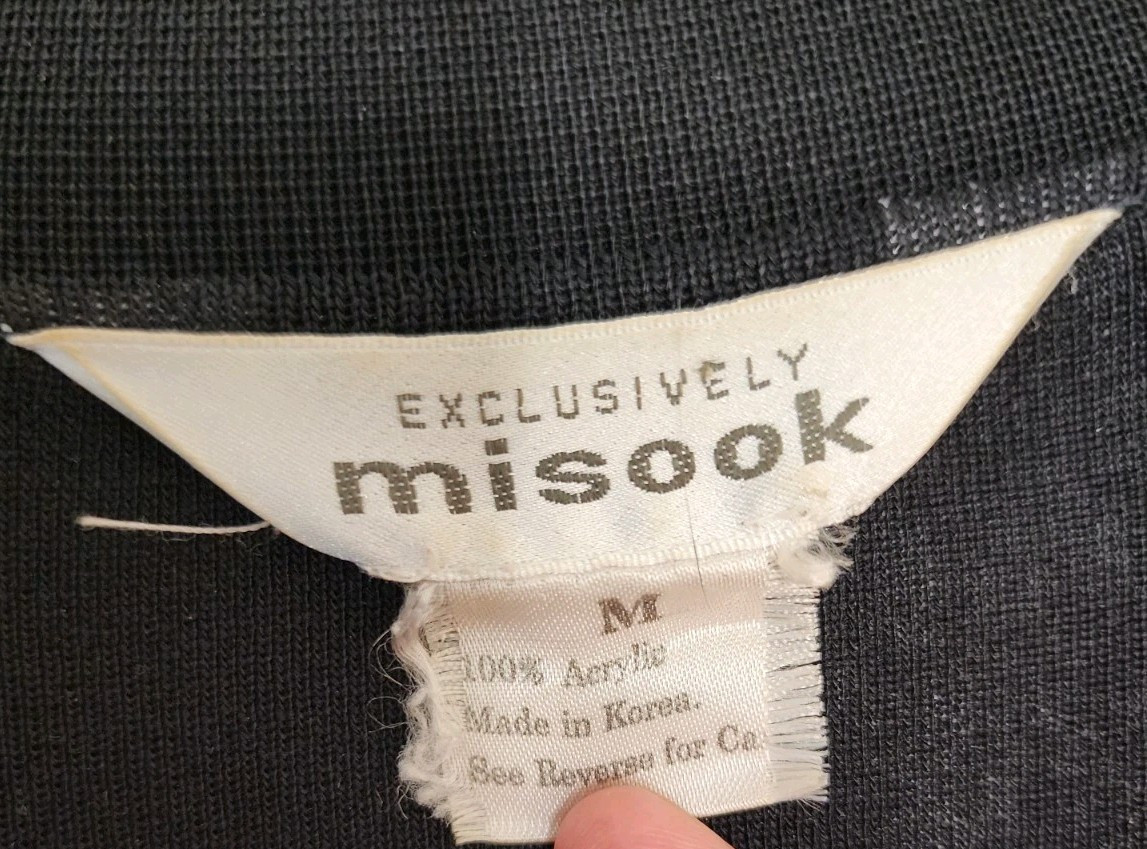 EXCLUSIVELY
misook
M
100% Acrylic
Made in Korea.
See Reverse for Ca